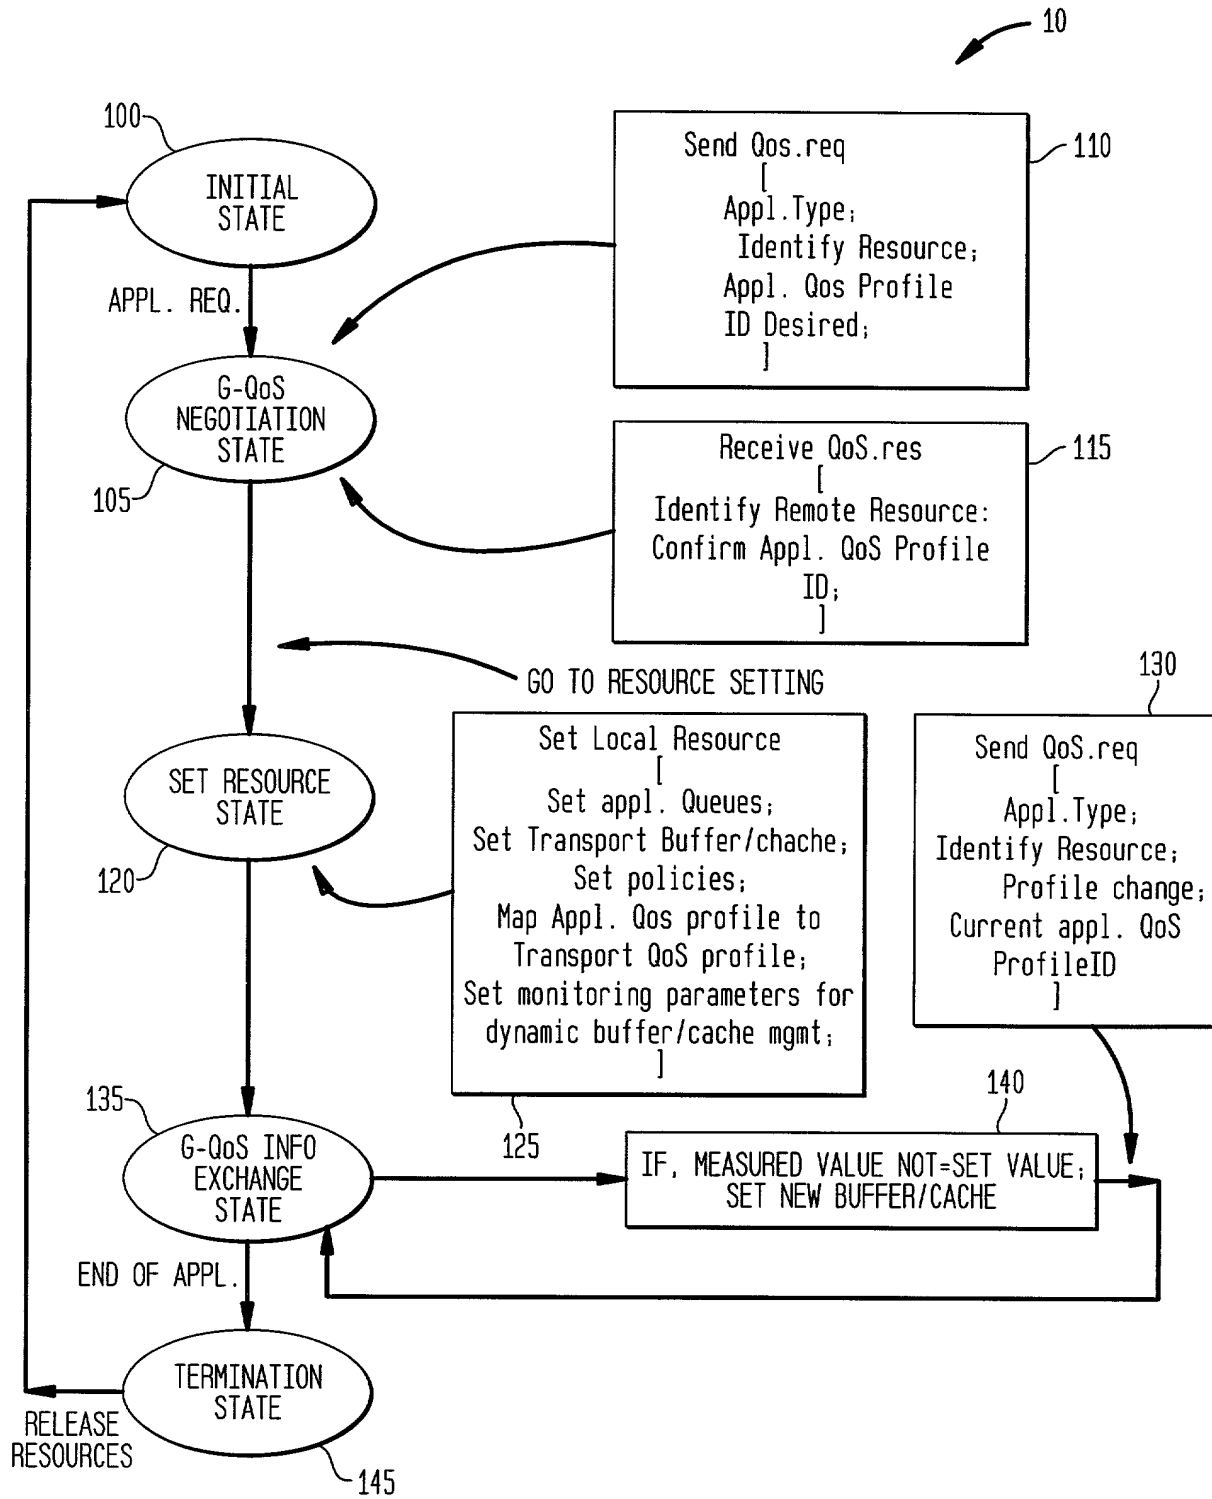 10
100
INITIAL
STATE
APPL. REQ.
Send Qos.req
[
Appl.Type;
Identify Resource;
Appl. Qos Profile
ID Desired;
]
110
G-QoS
NEGOTIATION
STATE
105
Receive QoS.res
[
Identify Remote Resource:
Confirm Appl. QoS Profile
ID;
]
115
GO TO RESOURCE SETTING
SET RESOURCE
STATE
120
Set Local Resource
[
Set appl. Queues;
Set Transport Buffer/chache;
Set policies;
Map Appl. Qos profile to
Transport QoS profile;
Set monitoring parameters for
dynamic buffer/cache mgmt;
]
125
130
Send QoS.req
[
Appl.Type;
Identify Resource;
Profile change;
Current appl. QoS
ProfileID
]
135
G-QoS INFO
EXCHANGE
STATE
140
IF, MEASURED VALUE NOT=SET VALUE;
SET NEW BUFFER/CACHE
END OF APPL.
TERMINATION
STATE
145
RELEASE
RESOURCES